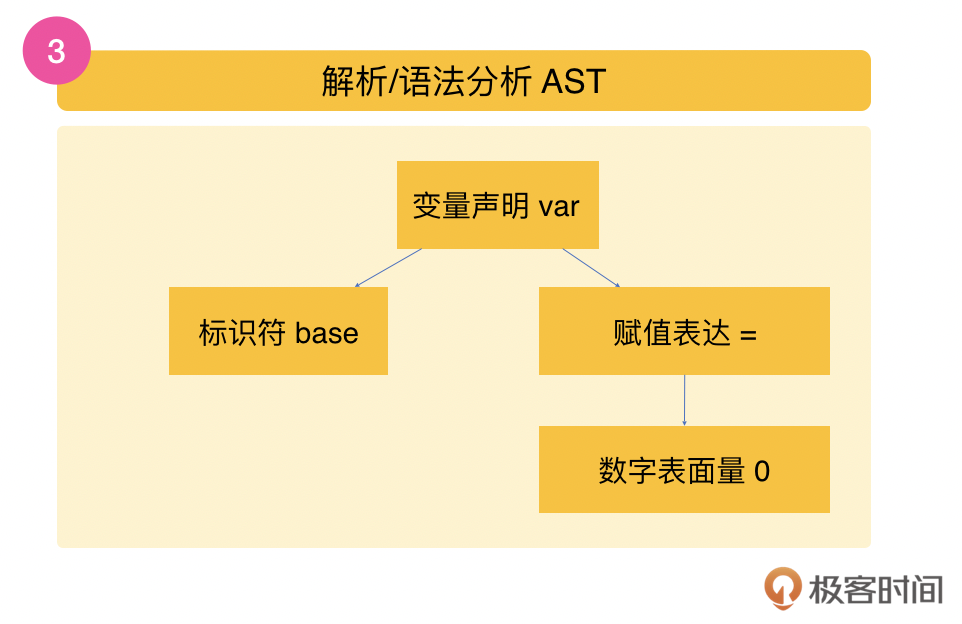 3
解析/语法分析 AST
变量声明 var
标识符 base
赋值表达 =
数字表面量 0
极客时间